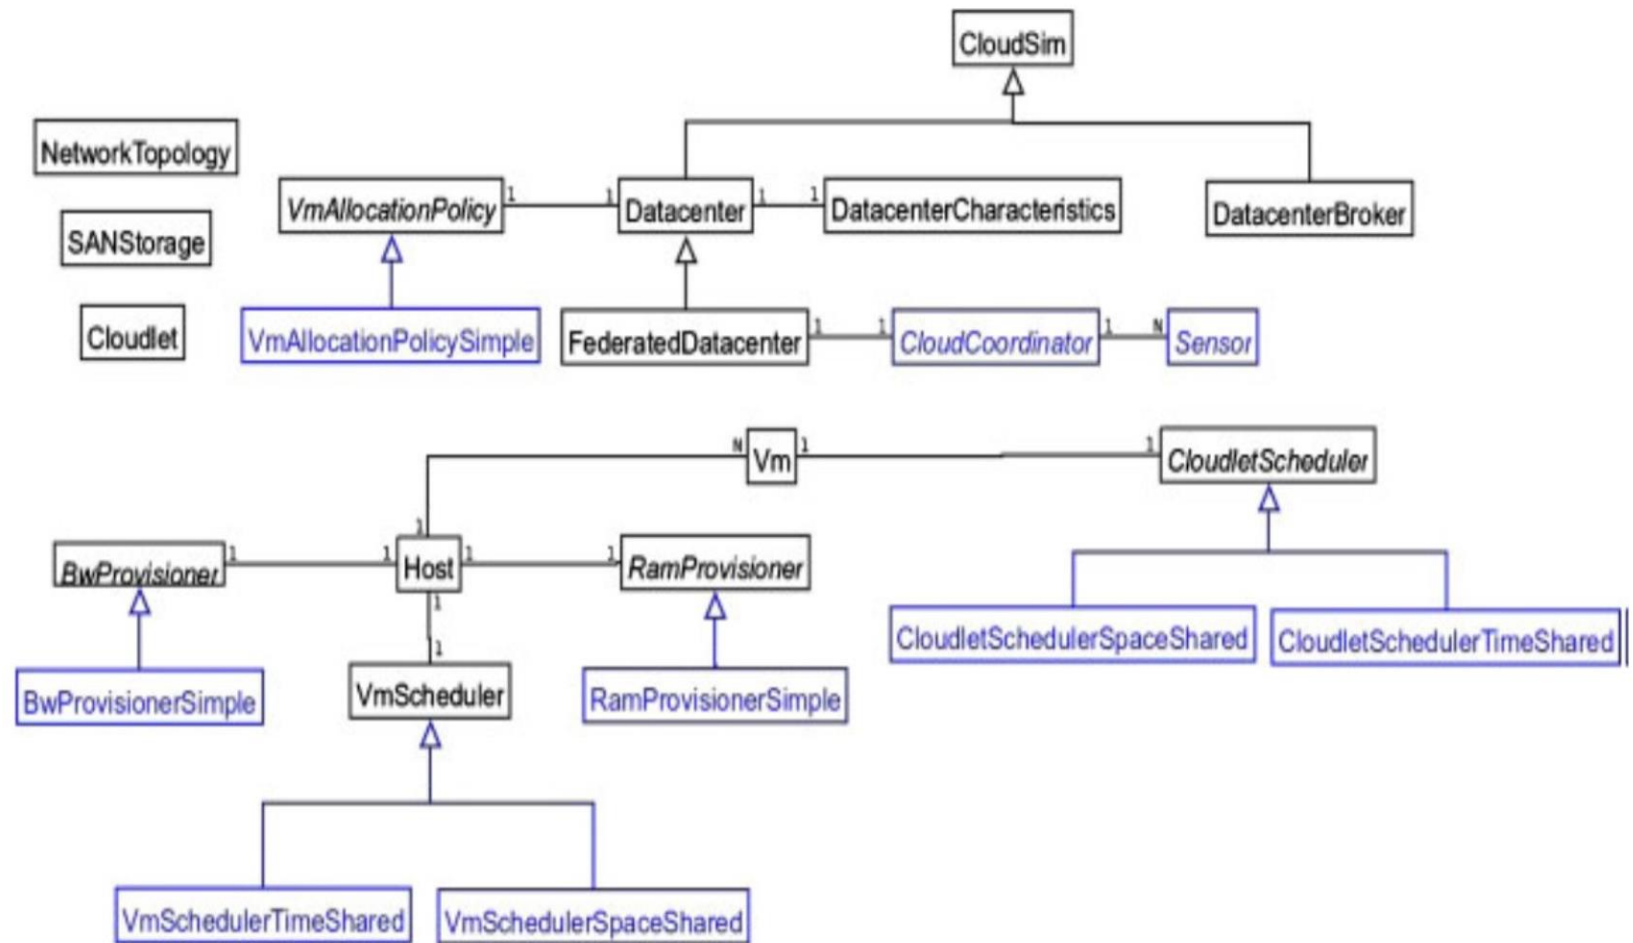 CloudSim
NetworkTopology
VmAllocationPolicy
1
1
Datacenter
1
1
DatacenterCharacteristics
DatacenterBroker
SANStorage
Cloudlet
VmAllocationPolicySimple
FederatedDatacenter
1
1
CloudCoordinator
1
N
Sensor
N
Vm
1
1
CloudletScheduler
1
BwProvisioner
1
1
Host
1
1
RamProvisioner
1
1
CloudletSchedulerSpaceShared
CloudletSchedulerTimeShared
BwProvisionerSimple
VmScheduler
RamProvisionerSimple
VmSchedulerTimeShared
VmSchedulerSpaceShared